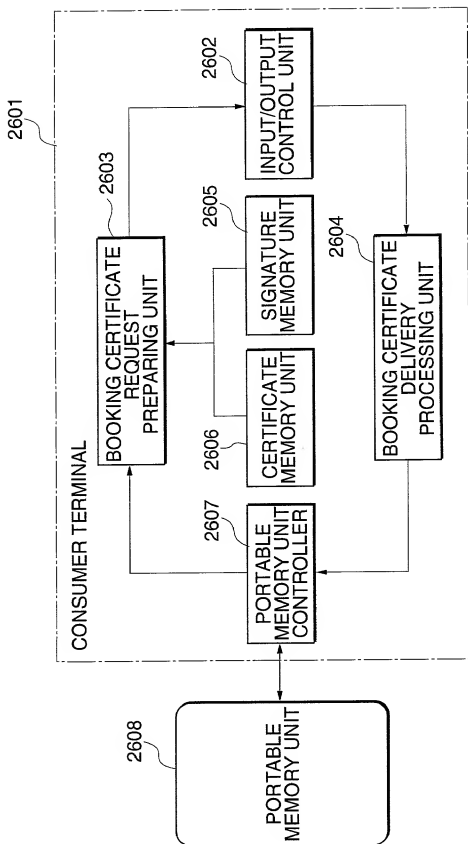 2601
CONSUMER TERMINAL
2603
BOOKING CERTIFICATE
REQUEST
PREPARING UNIT
2602
INPUT/OUTPUT
CONTROL UNIT
2605
SIGNATURE
MEMORY UNIT
2606
CERTIFICATE
MEMORY UNIT
2607
PORTABLE
MEMORY UNIT
CONTROLLER
2604
BOOKING CERTIFICATE
DELIVERY
PROCESSING UNIT
2608
PORTABLE
MEMORY UNIT